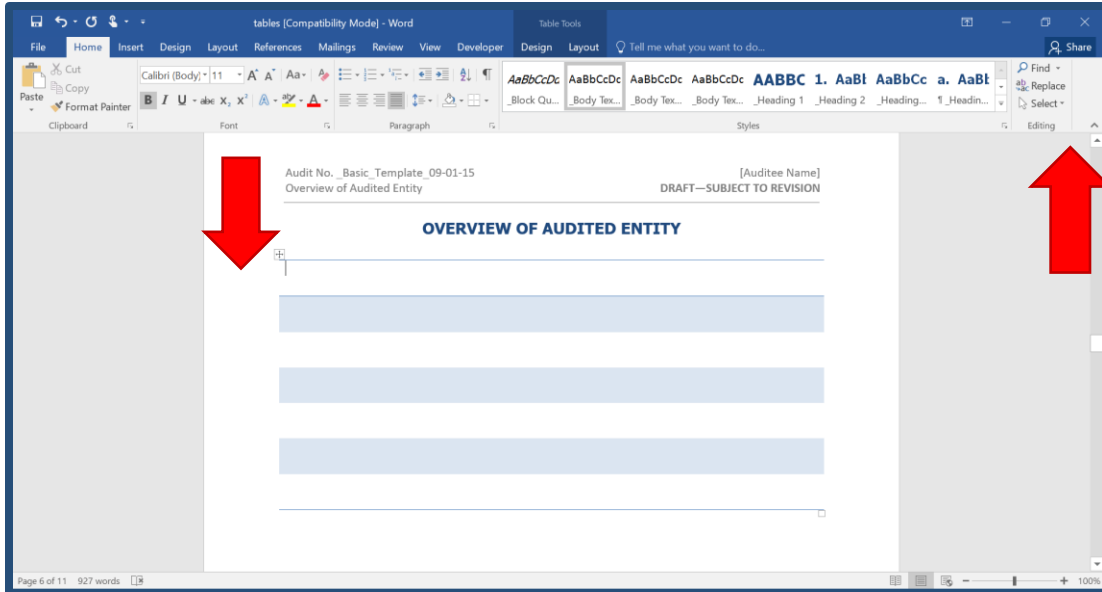 tables [Compatibility Mode] - Word
Table Tools
File Home Insert Design Layout References Mailings Review View Developer Design Layout Tell me what you want to do... Share
Paste
Cut
Copy
Format Painter
Clipboard
Calibri (Body) 11 A A Aa
B I U abc X, X² A aby A
Font
Paragraph
AaBbCcDc AaBbCcDc AaBbCcDc AaBbCcDc AABBC 1. AaBl AaBbCc a. AaBl
_Block Qu... _Body Tex... _Body Tex... _Body Tex... _Heading 1 _Heading 2 _Heading... ¶_Headin...
Styles
Find
Replace
Select
Editing
Audit No. _Basic_Template_09-01-15 [Auditee Name]
Overview of Audited Entity DRAFT—SUBJECT TO REVISION
OVERVIEW OF AUDITED ENTITY
Page 6 of 11 927 words 100%